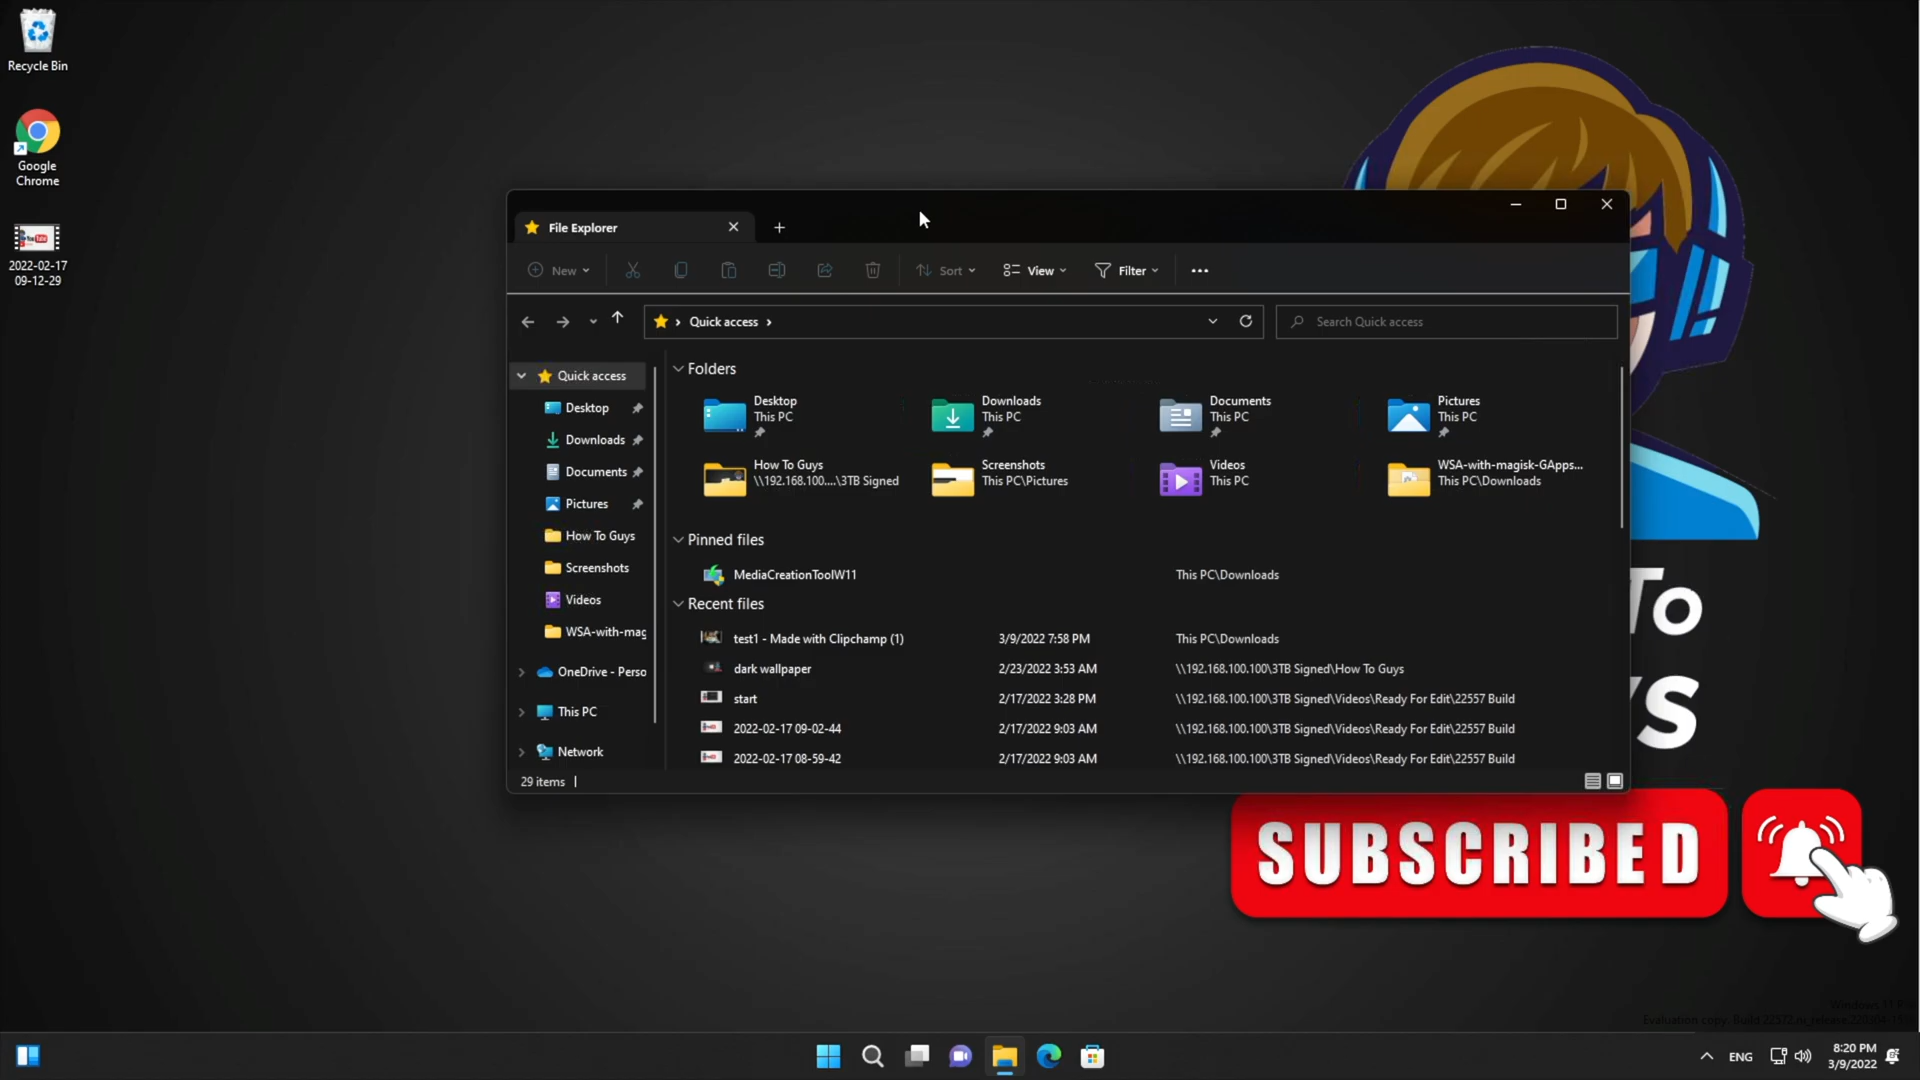 Recycle Bin
Google
Chrome
YouTube
2022-02-17
09-12-29
File Explorer
New
Sort
View
Filter
Quick access
Search Quick access
Quick access
Desktop
Downloads
Documents
Pictures
How To Guys
Screenshots
Videos
WSA-with-mag
OneDrive - Perso
This PC
Network
Folders
Desktop
This PC
Downloads
This PC
Documents
This PC
Pictures
This PC
How To Guys
\\192.168.100....\3TB Signed
Screenshots
This PC\Pictures
Videos
This PC
WSA-with-magisk-GApps...
This PC\Downloads
Pinned files
MediaCreationToolW11 This PC\Downloads
Recent files
test1 - Made with Clipchamp (1) 3/9/2022 7:58 PM This PC\Downloads
dark wallpaper 2/23/2022 3:53 AM \\192.168.100.100\3TB Signed\How To Guys
start 2/17/2022 3:28 PM \\192.168.100.100\3TB Signed\Videos\Ready For Edit\22557 Build
2022-02-17 09-02-44 2/17/2022 9:03 AM \\192.168.100.100\3TB Signed\Videos\Ready For Edit\22557 Build
2022-02-17 08-59-42 2/17/2022 9:03 AM \\192.168.100.100\3TB Signed\Videos\Ready For Edit\22557 Build
29 items
To
YS
SUBSCRIBED
Windows 11 P
Evaluation copy. Build 22572.ni_release.220304-
ENG
8:20 PM
3/9/2022